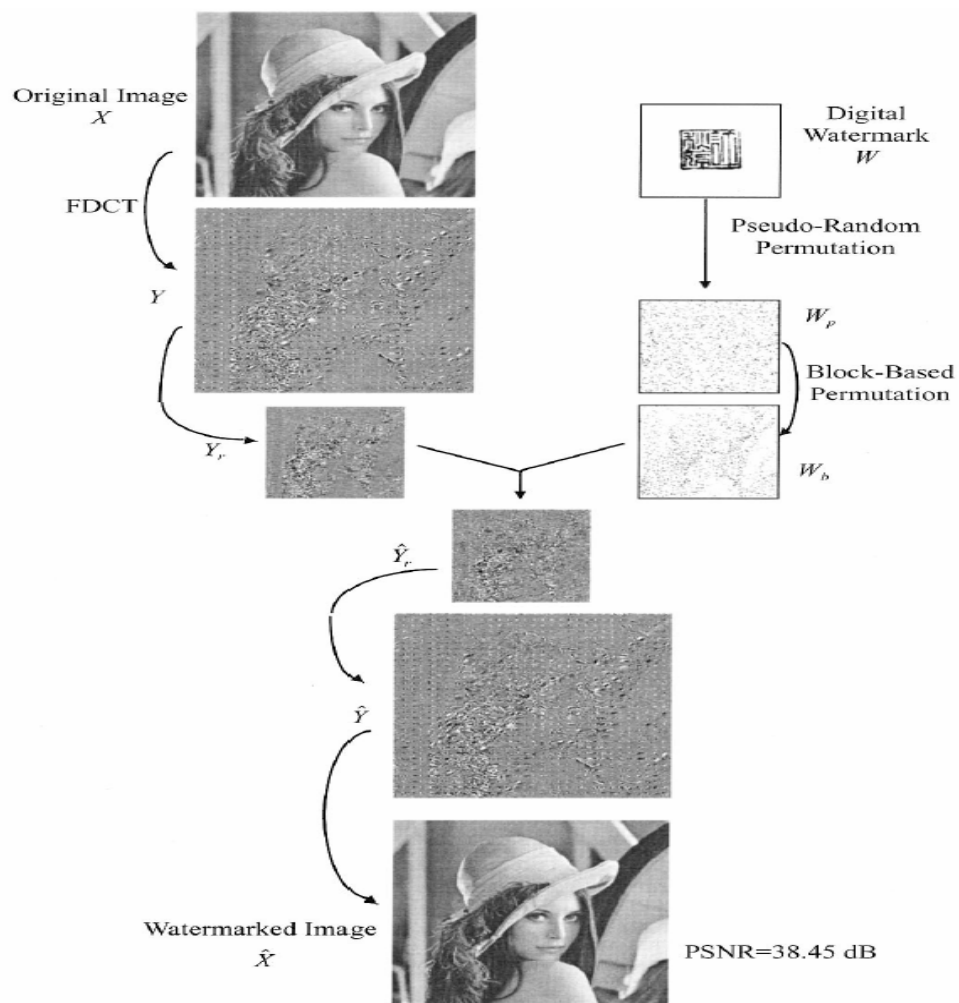 Original Image
X
FDCT
Y
Y_r
Digital
Watermark
W
Pseudo-Random
Permutation
W_p
Block-Based
Permutation
W_b
Ŷ_r
Ŷ
Watermarked Image
X̂
PSNR=38.45 dB